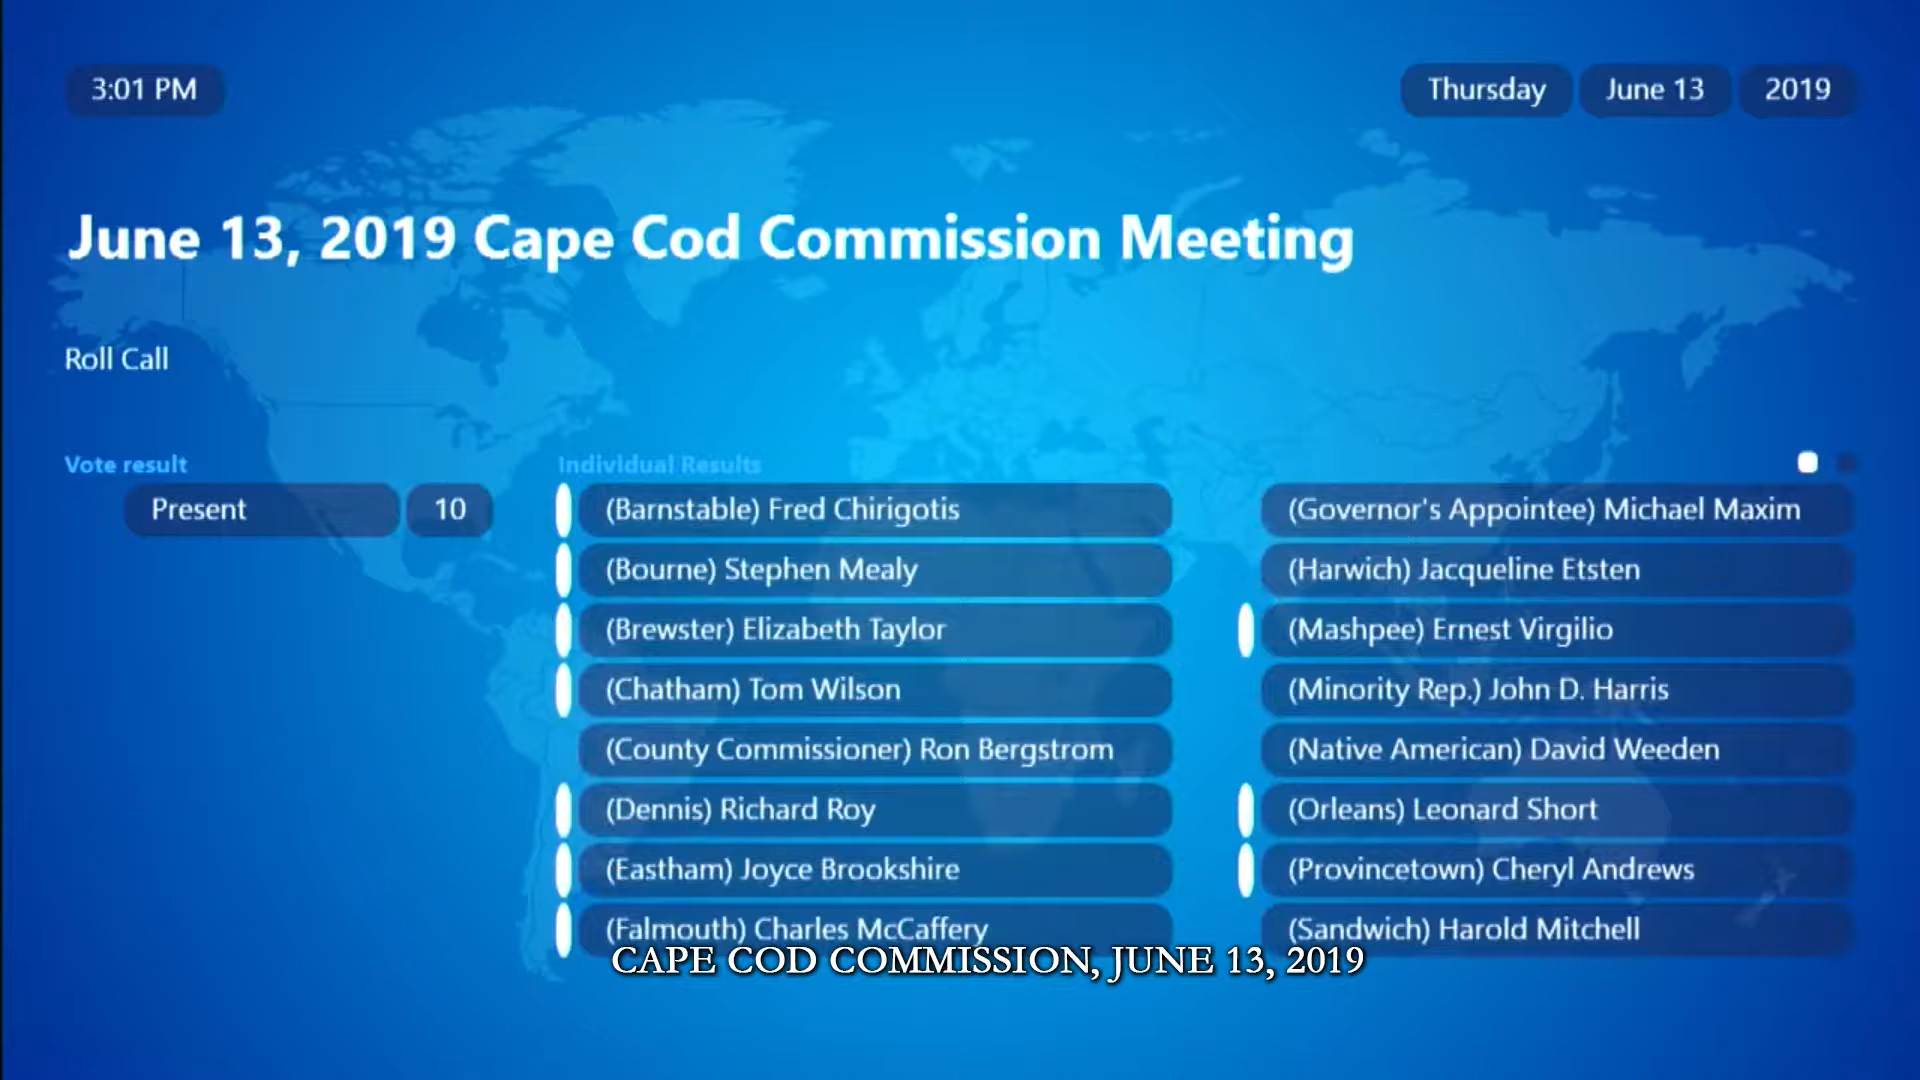 3:01 PM
Thursday June 13 2019
June 13, 2019 Cape Cod Commission Meeting
Roll Call
Vote result
Present 10
Individual Results
(Barnstable) Fred Chirigotis
(Bourne) Stephen Mealy
(Brewster) Elizabeth Taylor
(Chatham) Tom Wilson
(County Commissioner) Ron Bergstrom
(Dennis) Richard Roy
(Eastham) Joyce Brookshire
(Falmouth) Charles McCaffery
(Governor's Appointee) Michael Maxim
(Harwich) Jacqueline Etsten
(Mashpee) Ernest Virgilio
(Minority Rep.) John D. Harris
(Native American) David Weeden
(Orleans) Leonard Short
(Provincetown) Cheryl Andrews
(Sandwich) Harold Mitchell
CAPE COD COMMISSION, JUNE 13, 2019